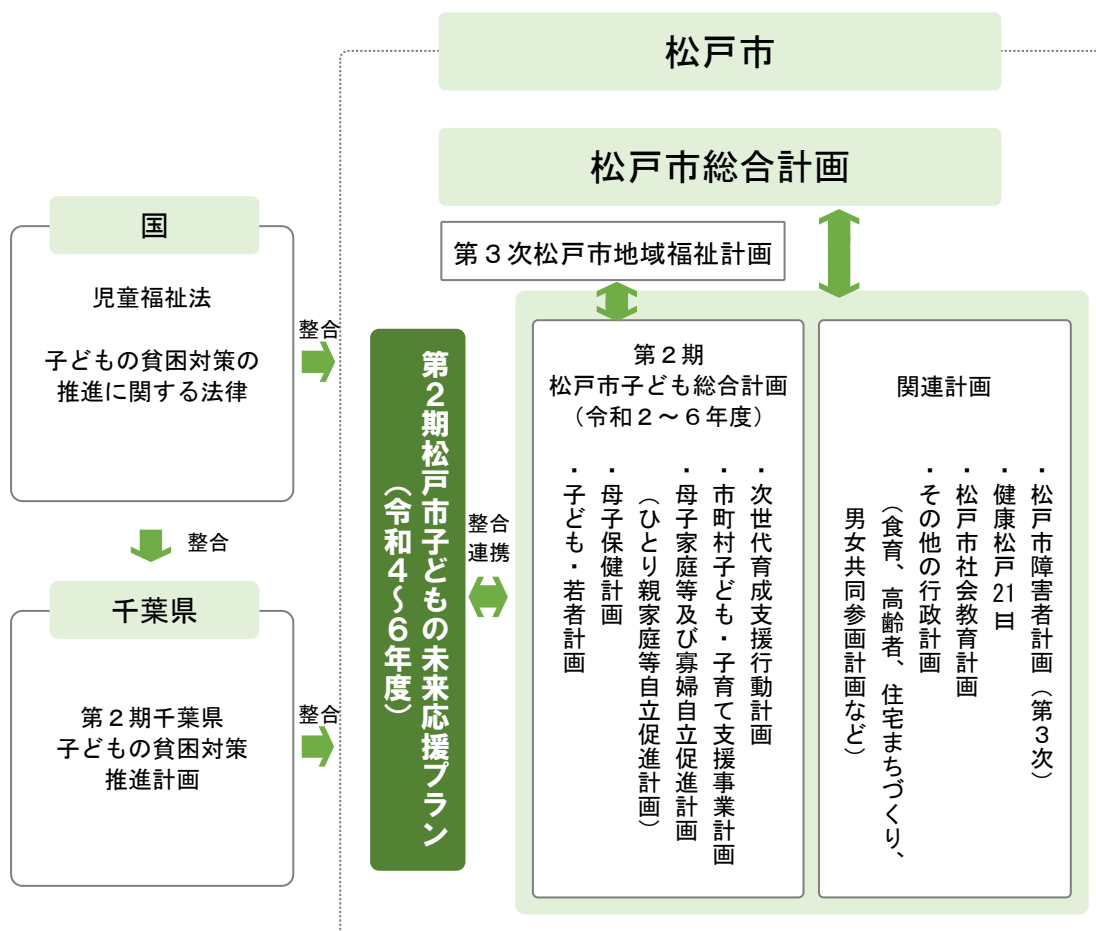 松戸市
松戸市総合計画
第３次松戸市地域福祉計画
国
児童福祉法
子どもの貧困対策の
推進に関する法律
整合
整合
千葉県
第２期千葉県
子どもの貧困対策
推進計画
整合
第２期松戸市子どもの未来応援プラン
（令和４～６年度）
整合
連携
第２期
松戸市子ども総合計画
（令和２～６年度）
・次世代育成支援行動計画
・市町村子ども・子育て支援事業計画
・母子家庭等及び寡婦自立促進計画
（ひとり親家庭等自立促進計画）
・母子保健計画
・子ども・若者計画
関連計画
・松戸市障害者計画（第３次）
・健康松戸21Ⅲ
・松戸市社会教育計画
・その他の行政計画
（食育、高齢者、住宅まちづくり、
男女共同参画計画など）